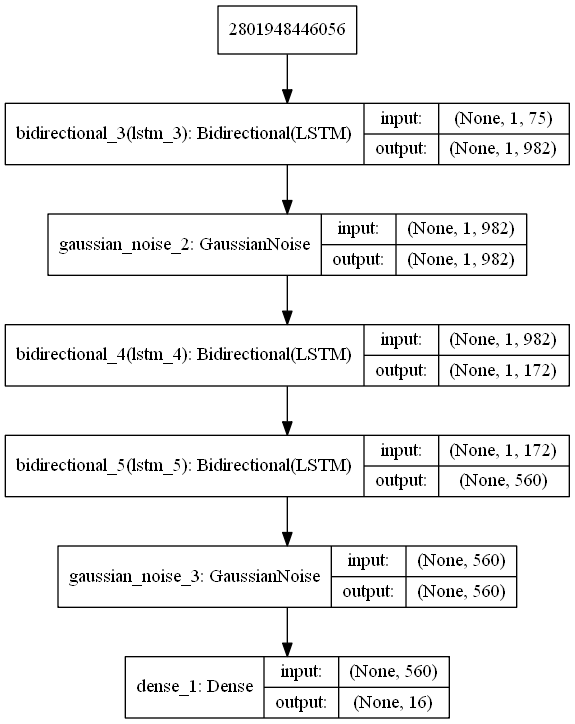 2801948446056
bidirectional_3(lstm_3): Bidirectional(LSTM)
input: (None, 1, 75)
output: (None, 1, 982)
gaussian_noise_2: GaussianNoise
input: (None, 1, 982)
output: (None, 1, 982)
bidirectional_4(lstm_4): Bidirectional(LSTM)
input: (None, 1, 982)
output: (None, 1, 172)
bidirectional_5(lstm_5): Bidirectional(LSTM)
input: (None, 1, 172)
output: (None, 560)
gaussian_noise_3: GaussianNoise
input: (None, 560)
output: (None, 560)
dense_1: Dense
input: (None, 560)
output: (None, 16)